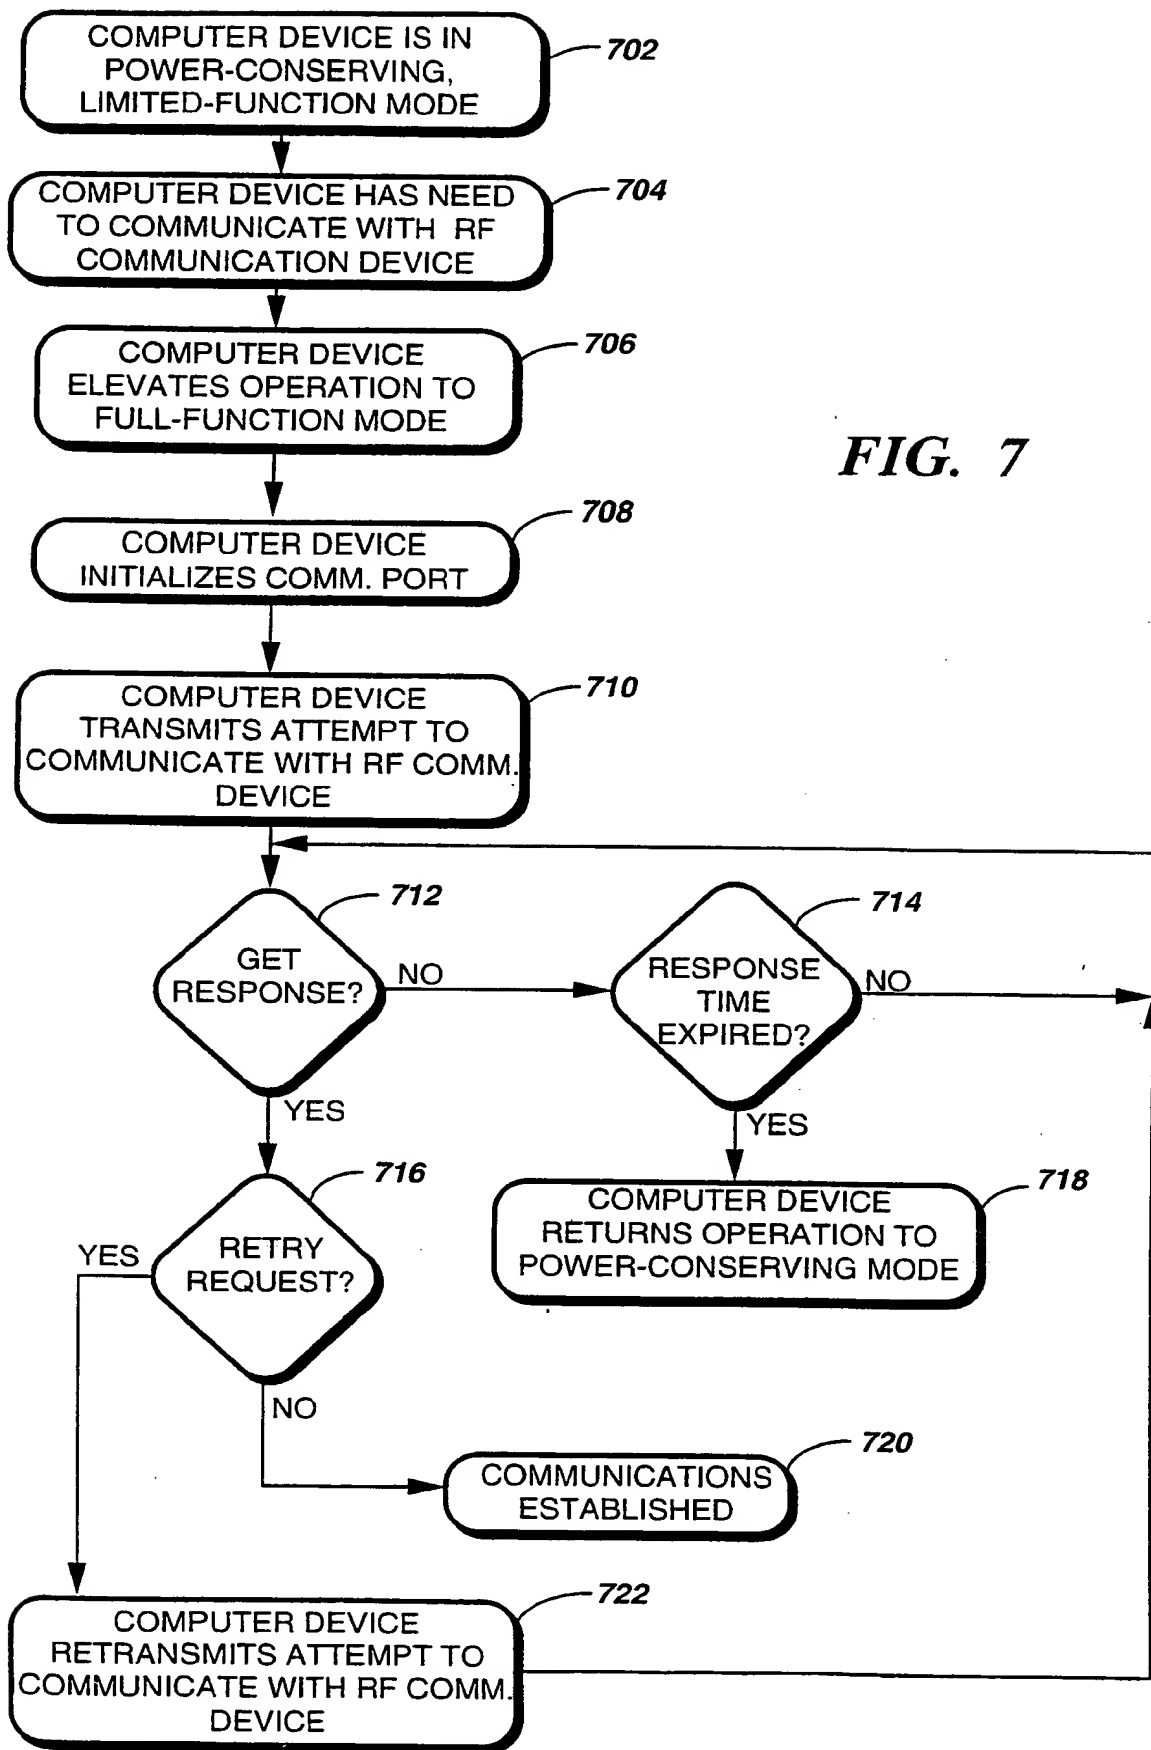 COMPUTER DEVICE IS IN
POWER-CONSERVING,
LIMITED-FUNCTION MODE
702
COMPUTER DEVICE HAS NEED
TO COMMUNICATE WITH RF
COMMUNICATION DEVICE
704
COMPUTER DEVICE
ELEVATES OPERATION TO
FULL-FUNCTION MODE
706
FIG. 7
COMPUTER DEVICE
INITIALIZES COMM. PORT
708
COMPUTER DEVICE
TRANSMITS ATTEMPT TO
COMMUNICATE WITH RF COMM.
DEVICE
710
GET
RESPONSE?
712
NO
RESPONSE
TIME
EXPIRED?
714
NO
YES
YES
RETRY
REQUEST?
716
YES
NO
COMPUTER DEVICE
RETURNS OPERATION TO
POWER-CONSERVING MODE
718
COMMUNICATIONS
ESTABLISHED
720
COMPUTER DEVICE
RETRANSMITS ATTEMPT TO
COMMUNICATE WITH RF COMM.
DEVICE
722